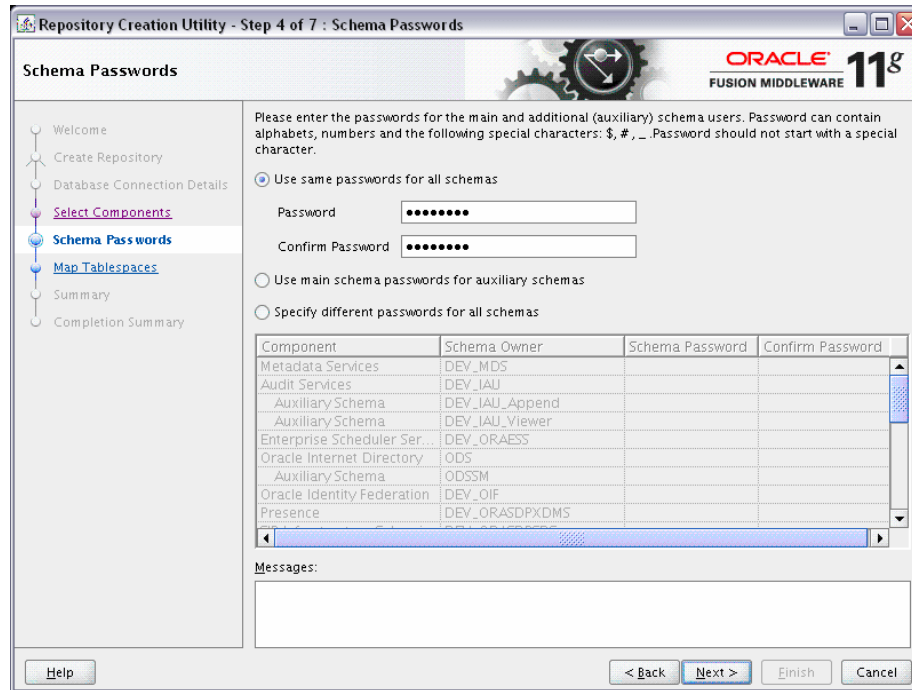 Repository Creation Utility - Step 4 of 7 : Schema Passwords
Schema Passwords
ORACLE
FUSION MIDDLEWARE
11g
Welcome
Create Repository
Database Connection Details
Select Components
Schema Passwords
Map Tablespaces
Summary
Completion Summary
Please enter the passwords for the main and additional (auxiliary) schema users. Password can contain
alphabets, numbers and the following special characters: $, # , _ .Password should not start with a special
character.
Use same passwords for all schemas
Password ••••••••
Confirm Password ••••••••
Use main schema passwords for auxiliary schemas
Specify different passwords for all schemas
Component Schema Owner Schema Password Confirm Password
Metadata Services DEV_MDS
Audit Services DEV_IAU
Auxiliary Schema DEV_IAU_Append
Auxiliary Schema DEV_IAU_Viewer
Enterprise Scheduler Ser... DEV_ORAESS
Oracle Internet Directory ODS
Auxiliary Schema ODSSM
Oracle Identity Federation DEV_OIF
Presence DEV_ORASDPXDMS
Messages:
Help
< Back
Next >
Finish
Cancel